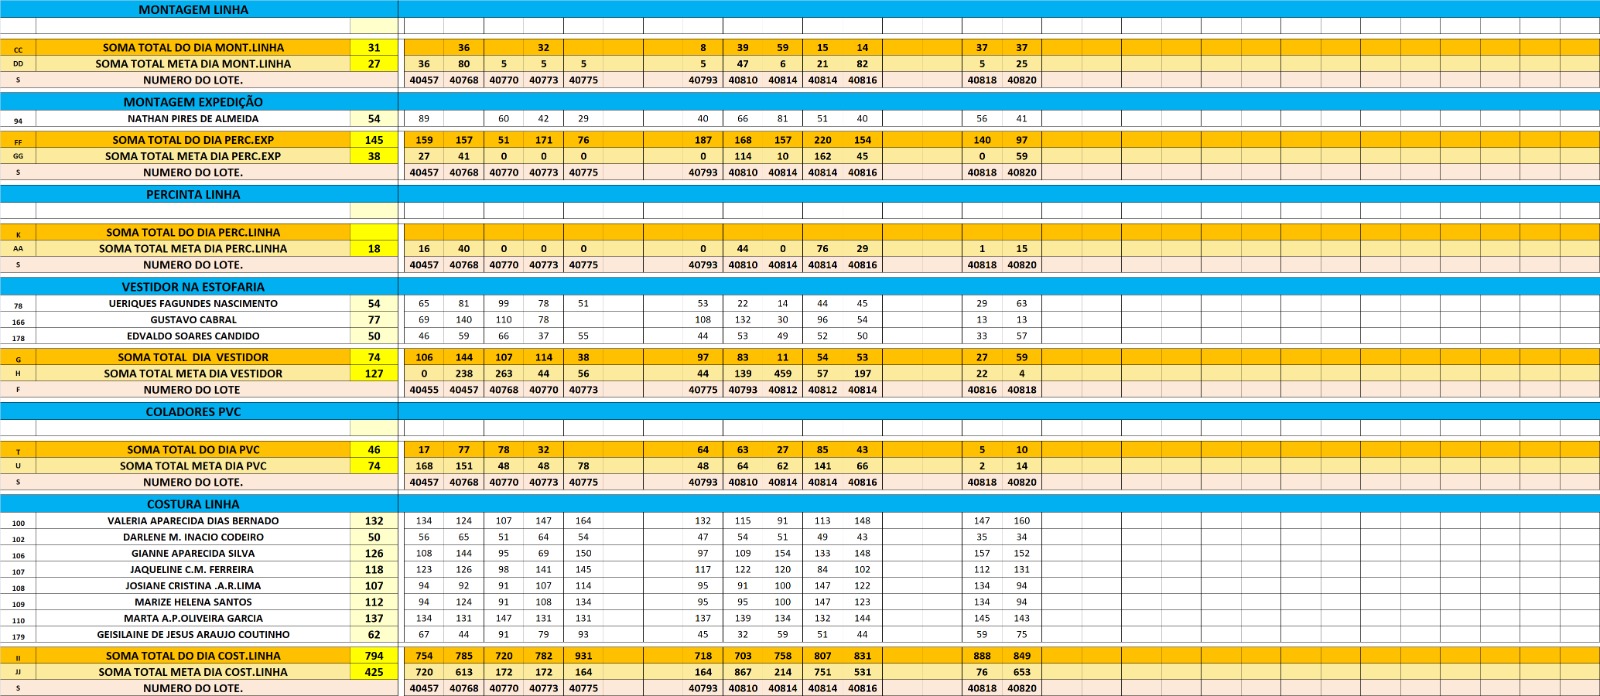 MONTAGEM LINHA
CC SOMA TOTAL DO DIA MONT.LINHA 31 36 32 8 39 59 15 14 37 37
DD SOMA TOTAL META DIA MONT.LINHA 27 36 80 5 5 5 5 47 6 21 82 5 25
S NUMERO DO LOTE. 40457 40768 40770 40773 40775 40793 40810 40814 40814 40816 40818 40820
MONTAGEM EXPEDIÇÃO
94 NATHAN PIRES DE ALMEIDA 54 89 60 42 29 40 66 81 51 40 56 41
FF SOMA TOTAL DO DIA PERC.EXP 145 159 157 51 171 76 187 168 157 220 154 140 97
GG SOMA TOTAL META DIA PERC.EXP 38 27 41 0 0 0 0 114 10 162 45 0 59
S NUMERO DO LOTE. 40457 40768 40770 40773 40775 40793 40810 40814 40814 40816 40818 40820
PERCINTA LINHA
K SOMA TOTAL DO DIA PERC.LINHA
AA SOMA TOTAL META DIA PERC.LINHA 18 16 40 0 0 0 0 44 0 76 29 1 15
S NUMERO DO LOTE. 40457 40768 40770 40773 40775 40793 40810 40814 40814 40816 40818 40820
VESTIDOR NA ESTOFARIA
78 UERIQUES FAGUNDES NASCIMENTO 54 65 81 99 78 51 53 22 14 44 45 29 63
166 GUSTAVO CABRAL 77 69 140 110 78 108 132 30 96 54 13 13
178 EDVALDO SOARES CANDIDO 50 46 59 66 37 55 44 53 49 52 50 33 57
G SOMA TOTAL DIA VESTIDOR 74 106 144 107 114 38 97 83 11 54 53 27 59
H SOMA TOTAL META DIA VESTIDOR 127 0 238 263 44 56 44 139 459 57 197 22 4
F NUMERO DO LOTE 40455 40457 40768 40770 40773 40775 40793 40812 40812 40814 40816 40818
COLADORES PVC
T SOMA TOTAL DO DIA PVC 46 17 77 78 32 64 63 27 85 43 5 10
U SOMA TOTAL META DIA PVC 74 168 151 48 48 78 48 64 62 141 66 2 14
S NUMERO DO LOTE. 40457 40768 40770 40773 40775 40793 40810 40814 40814 40816 40818 40820
COSTURA LINHA
100 VALERIA APARECIDA DIAS BERNADO 132 134 124 107 147 164 132 115 91 113 148 147 160
102 DARLENE M. INACIO CODEIRO 50 56 65 51 64 54 47 54 51 49 43 35 34
106 GIANNE APARECIDA SILVA 126 108 144 95 69 150 97 109 154 133 148 157 152
107 JAQUELINE C.M. FERREIRA 118 123 126 98 141 145 117 122 120 84 102 112 131
108 JOSIANE CRISTINA .A.R.LIMA 107 94 92 91 107 114 95 91 100 147 122 134 94
109 MARIZE HELENA SANTOS 112 94 124 91 108 134 95 95 100 147 123 134 94
110 MARTA A.P.OLIVEIRA GARCIA 137 134 131 147 131 131 137 139 134 132 144 145 143
179 GEISILAINE DE JESUS ARAUJO COUTINHO 62 67 44 91 79 93 45 32 59 51 44 59 75
II SOMA TOTAL DO DIA COST.LINHA 794 754 785 720 782 931 718 703 758 807 831 888 849
JJ SOMA TOTAL META DIA COST.LINHA 425 720 613 172 172 164 164 867 214 751 531 76 653
S NUMERO DO LOTE. 40457 40768 40770 40773 40775 40793 40810 40814 40814 40816 40818 40820